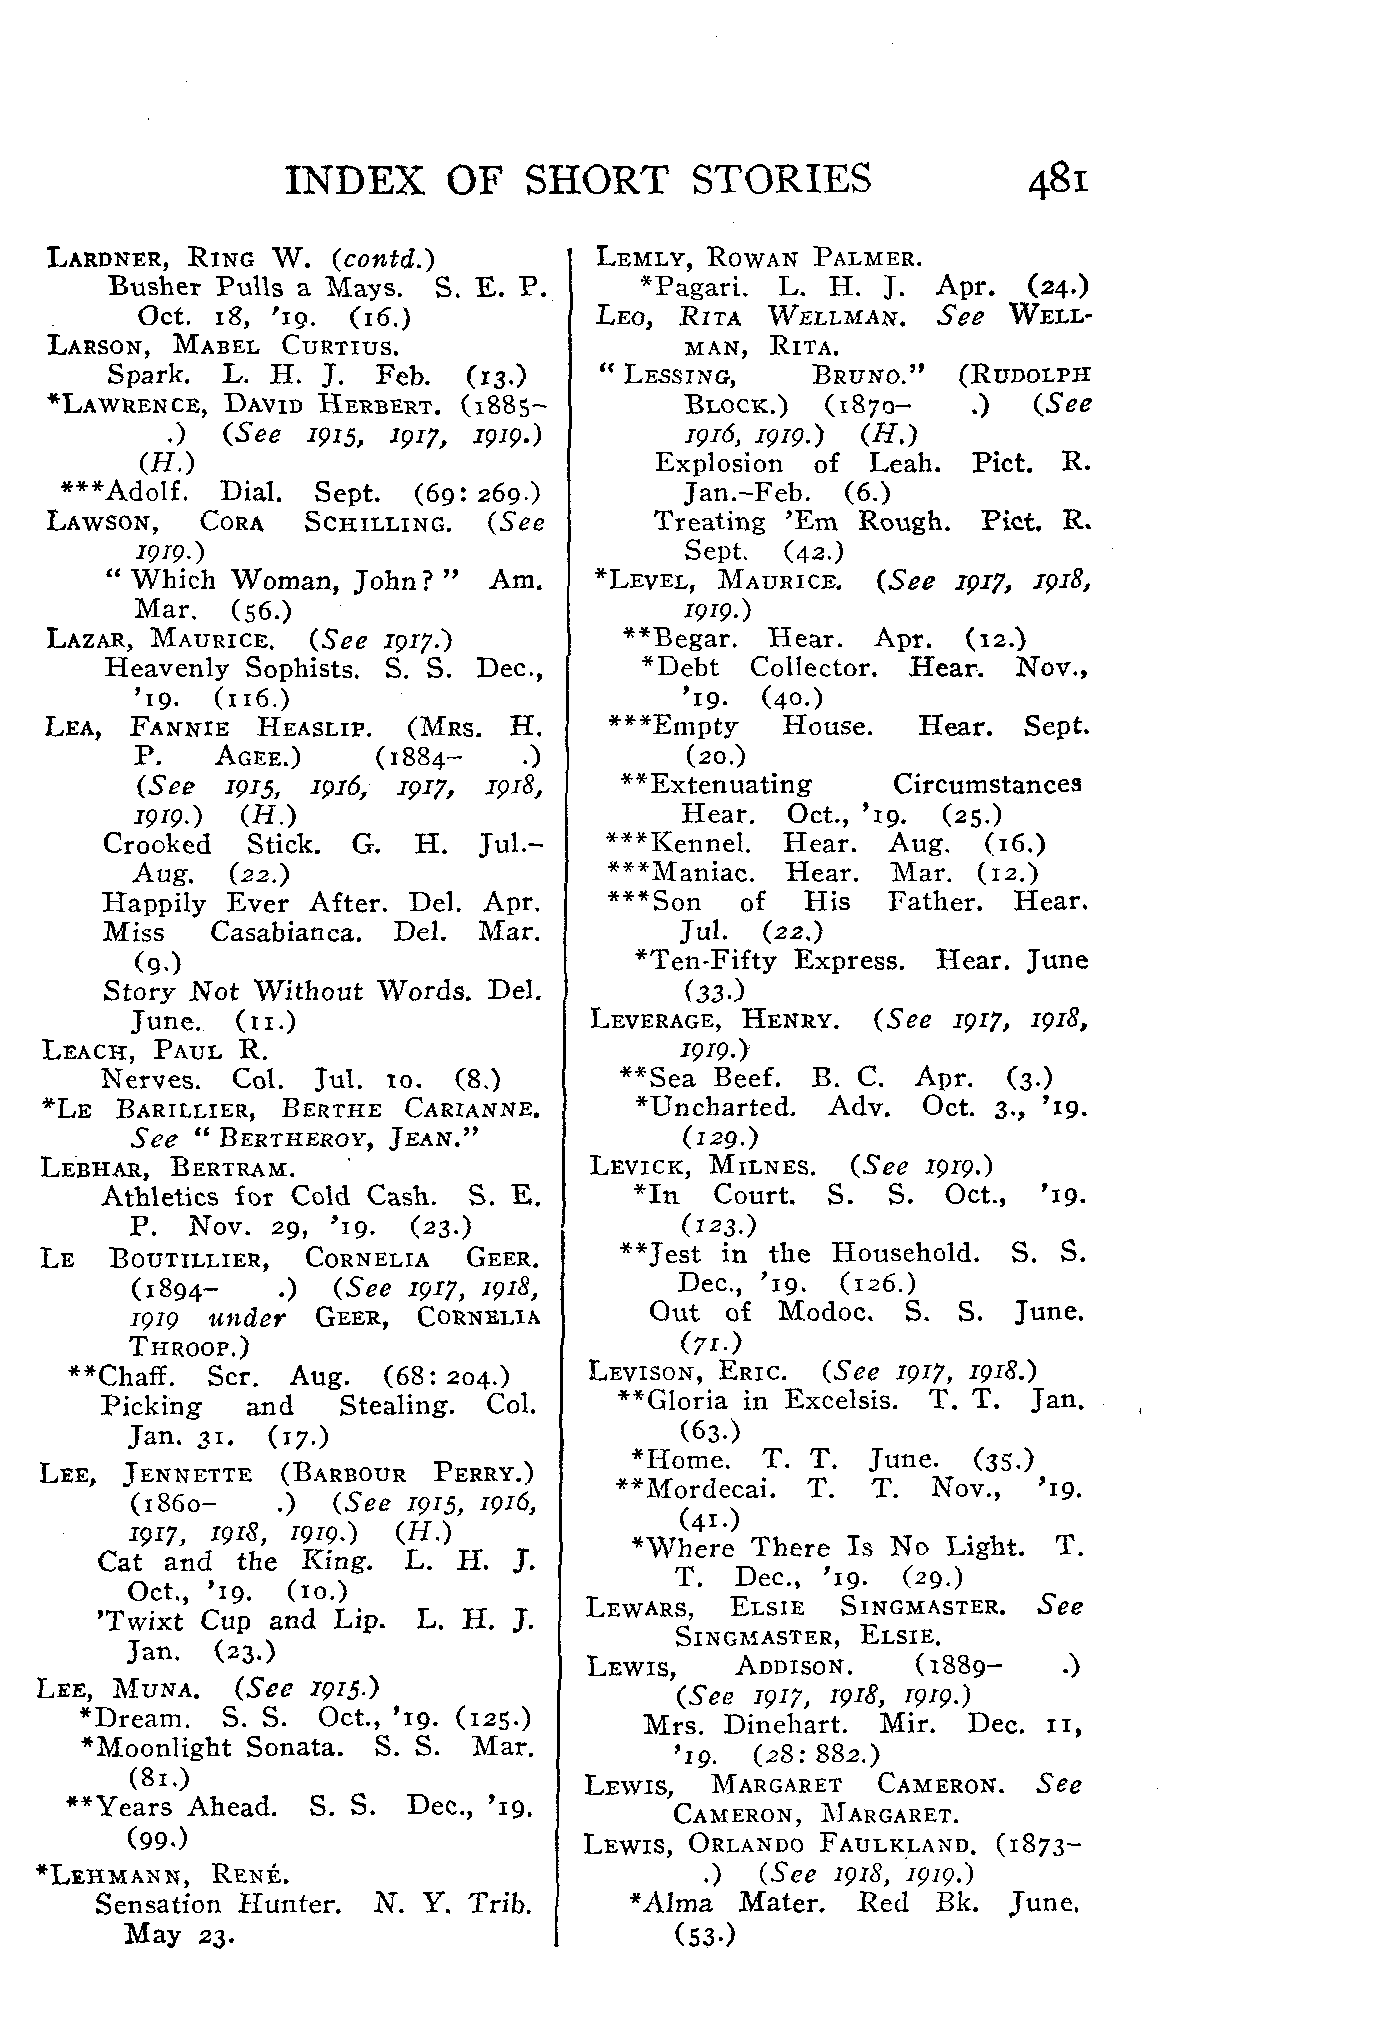 INDEX OF SHORT STORIES 481
LARDNER, RING W. (contd.)
Busher Pulls a Mays. S. E. P.
Oct. 18, '19. (16.)
LARSON, MABEL CURTIUS.
Spark. L. H. J. Feb. (13.)
*LAWRENCE, DAVID HERBERT. (1885–
.) (See 1915, 1917, 1919.)
(H.)
***Adolf. Dial. Sept. (69: 269.)
LAWSON, CORA SCHILLING. (See
1919.)
“Which Woman, John?” Am.
Mar. (56.)
LAZAR, MAURICE. (See 1917.)
Heavenly Sophists. S. S. Dec.,
'19. (116.)
LEA, FANNIE HEASLIP. (MRS. H.
P. AGEE.) (1884– .)
(See 1915, 1916, 1917, 1918,
1919.) (H.)
Crooked Stick. G. H. Jul.–
Aug. (22.)
Happily Ever After. Del. Apr.
Miss Casabianca. Del. Mar.
(9.)
Story Not Without Words. Del.
June. (11.)
LEACH, PAUL R.
Nerves. Col. Jul. 10. (8.)
*LE BARILLIER, BERTHE CARIANNE.
See “BERTHEROY, JEAN.”
LEBHAR, BERTRAM.
Athletics for Cold Cash. S. E.
P. Nov. 29, '19. (23.)
LE BOUTILLIER, CORNELIA GEER.
(1894– .) (See 1917, 1918,
1919 under GEER, CORNELIA
THROOP.)
**Chaff. Scr. Aug. (68: 204.)
Picking and Stealing. Col.
Jan. 31. (17.)
LEE, JENNETTE (BARBOUR PERRY.)
(1860– .) (See 1915, 1916,
1917, 1918, 1919.) (H.)
Cat and the King. L. H. J.
Oct., '19. (10.)
'Twixt Cup and Lip. L. H. J.
Jan. (23.)
LEE, MUNA. (See 1915.)
*Dream. S. S. Oct., '19. (125.)
*Moonlight Sonata. S. S. Mar.
(81.)
**Years Ahead. S. S. Dec., '19.
(99.)
*LEHMANN, RENÉ.
Sensation Hunter. N. Y. Trib.
May 23.
LEMLY, ROWAN PALMER.
*Pagari. L. H. J. Apr. (24.)
LEO, RITA WELLMAN. See WELL-
MAN, RITA.
“LESSING, BRUNO.” (RUDOLPH
BLOCK.) (1870– .) (See
1916, 1919.) (H.)
Explosion of Leah. Pict. R.
Jan.–Feb. (6.)
Treating 'Em Rough. Pict. R.
Sept. (42.)
*LEVEL, MAURICE. (See 1917, 1918,
1919.)
**Begar. Hear. Apr. (12.)
*Debt Collector. Hear. Nov.,
'19. (40.)
***Empty House. Hear. Sept.
(20.)
**Extenuating Circumstances
Hear. Oct., '19. (25.)
***Kennel. Hear. Aug. (16.)
***Maniac. Hear. Mar. (12.)
***Son of His Father. Hear.
Jul. (22.)
*Ten-Fifty Express. Hear. June
(33.)
LEVERAGE, HENRY. (See 1917, 1918,
1919.)
**Sea Beef. B. C. Apr. (3.)
*Uncharted. Adv. Oct. 3., '19.
(129.)
LEVICK, MILNES. (See 1919.)
*In Court. S. S. Oct., '19.
(123.)
**Jest in the Household. S. S.
Dec., '19. (126.)
Out of Modoc. S. S. June.
(71.)
LEVISON, ERIC. (See 1917, 1918.)
**Gloria in Excelsis. T. T. Jan.
(63.)
*Home. T. T. June. (35.)
**Mordecai. T. T. Nov., '19.
(41.)
*Where There Is No Light. T.
T. Dec., '19. (29.)
LEWARS, ELSIE SINGMASTER. See
SINGMASTER, ELSIE.
LEWIS, ADDISON. (1889– .)
(See 1917, 1918, 1919.)
Mrs. Dinehart. Mir. Dec. 11,
'19. (28: 882.)
LEWIS, MARGARET CAMERON. See
CAMERON, MARGARET.
LEWIS, ORLANDO FAULKLAND. (1873–
.) (See 1918, 1919.)
*Alma Mater. Red Bk. June.
(53.)